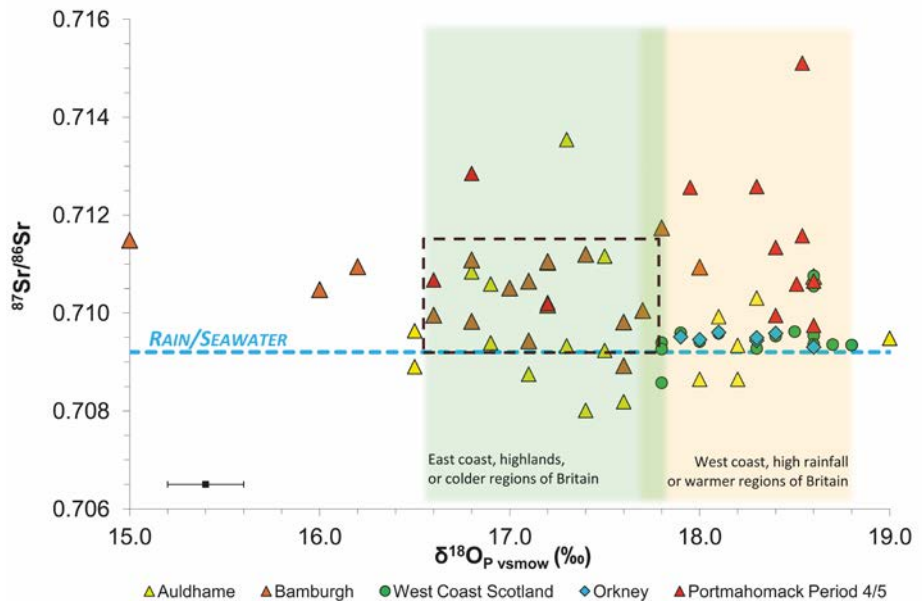 0.716
0.714
0.712
0.710
0.708
0.706
⁸⁷Sr/⁸⁶Sr
RAIN/SEAWATER
East coast, highlands,
or colder regions of Britain
West coast, high rainfall
or warmer regions of Britain
15.0 16.0 17.0 18.0 19.0
δ¹⁸O P vsmow (‰)
Auldhame Bamburgh West Coast Scotland Orkney Portmahomack Period 4/5